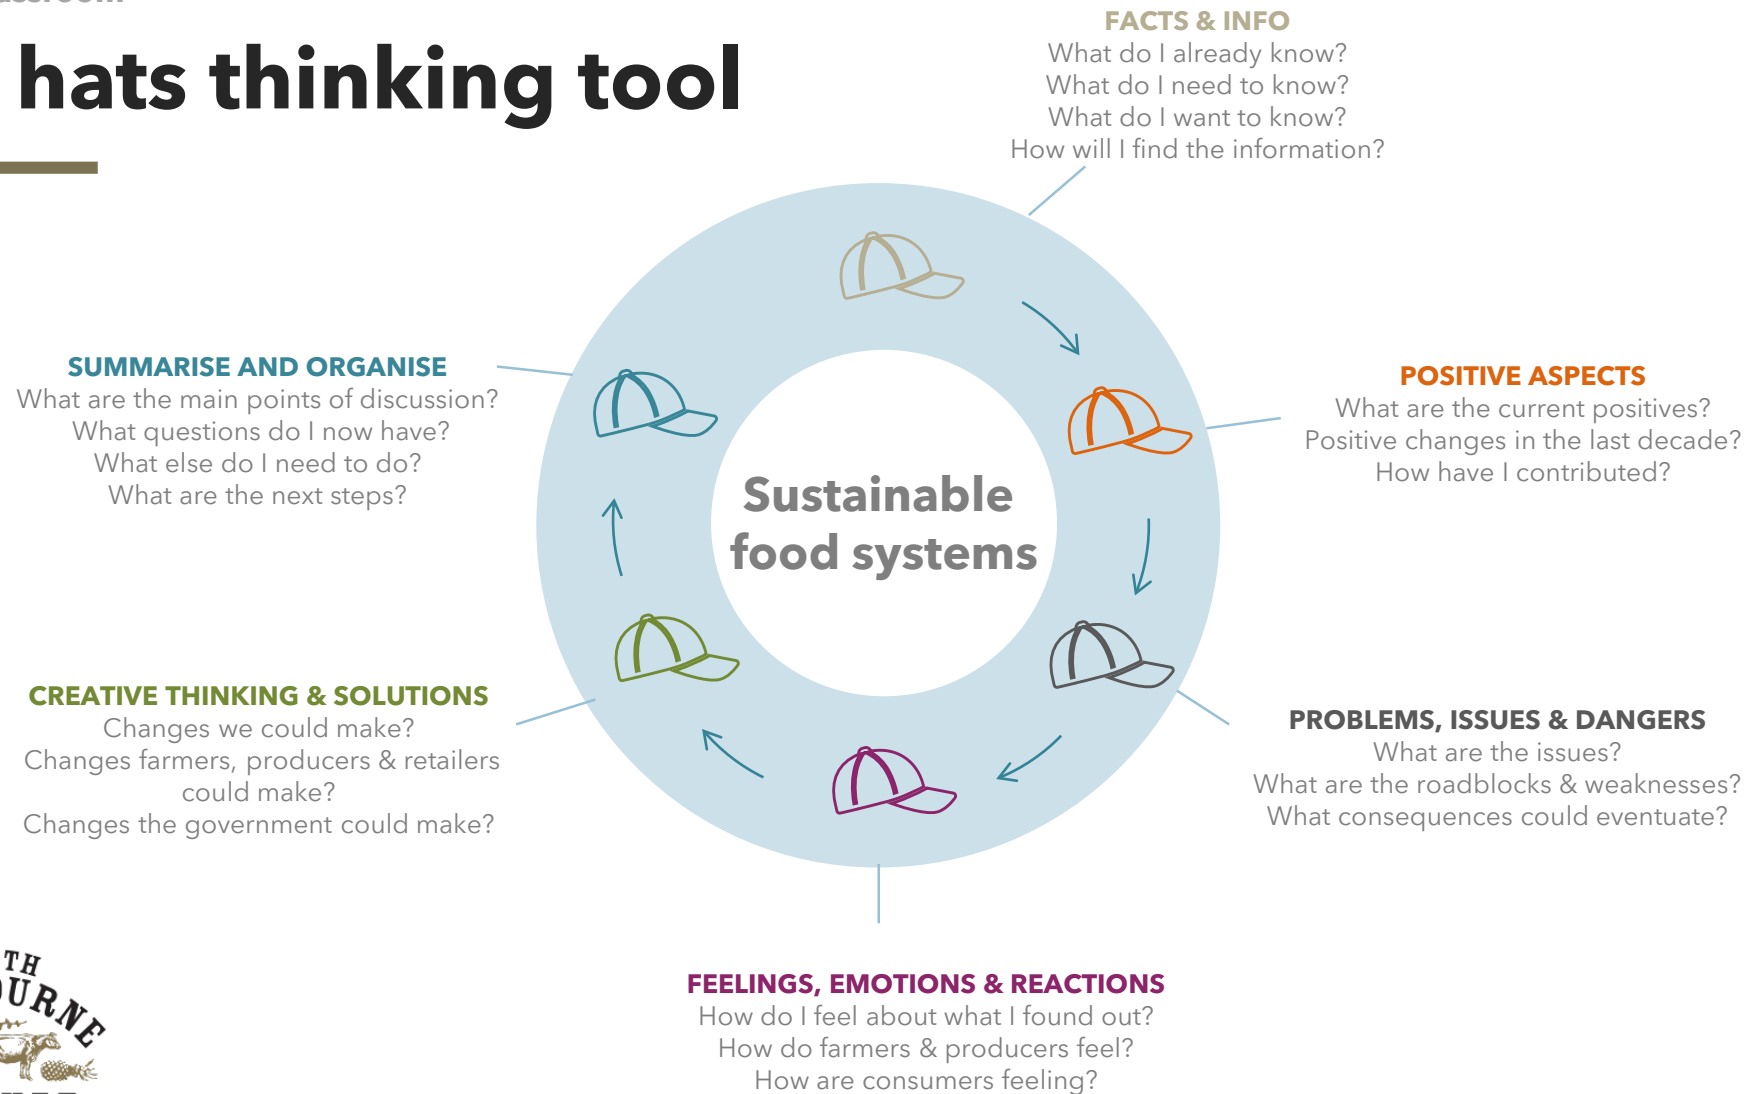 hats thinking tool
FACTS & INFO
What do I already know?
What do I need to know?
What do I want to know?
How will I find the information?
POSITIVE ASPECTS
What are the current positives?
Positive changes in the last decade?
How have I contributed?
PROBLEMS, ISSUES & DANGERS
What are the issues?
What are the roadblocks & weaknesses?
What consequences could eventuate?
FEELINGS, EMOTIONS & REACTIONS
How do I feel about what I found out?
How do farmers & producers feel?
How are consumers feeling?
CREATIVE THINKING & SOLUTIONS
Changes we could make?
Changes farmers, producers & retailers
could make?
Changes the government could make?
SUMMARISE AND ORGANISE
What are the main points of discussion?
What questions do I now have?
What else do I need to do?
What are the next steps?
Sustainable
food systems